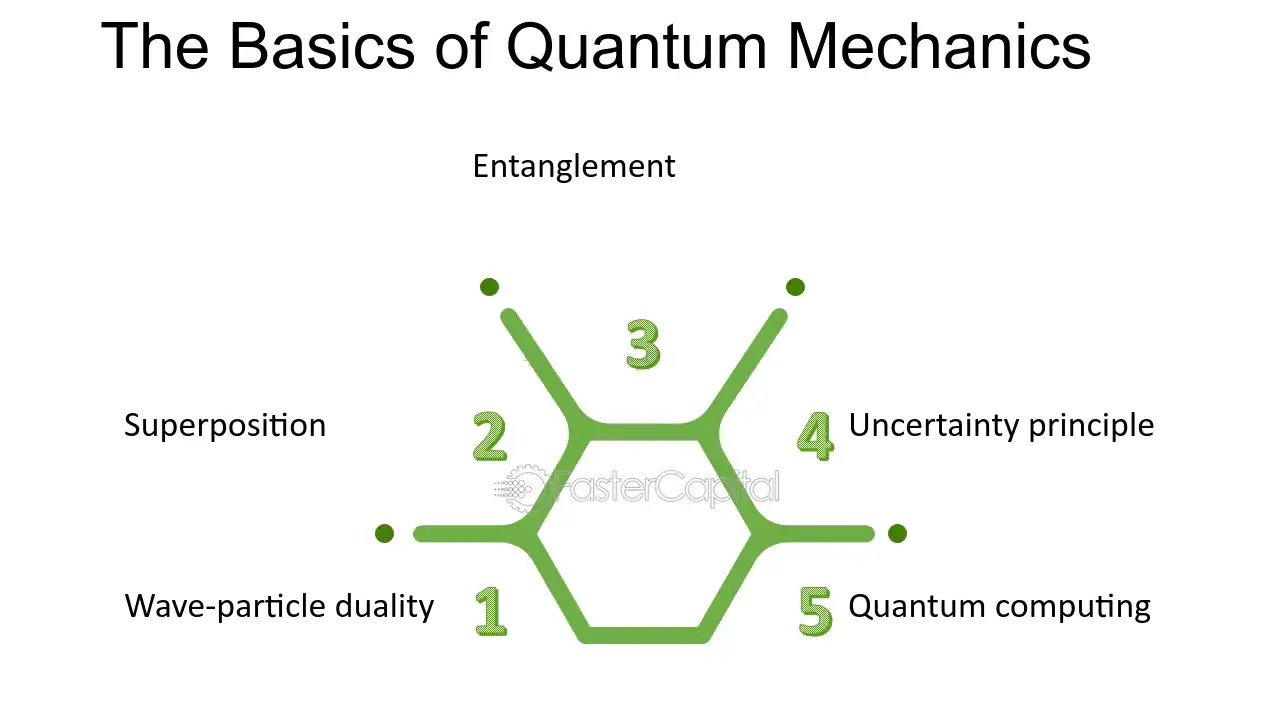 The Basics of Quantum Mechanics
Entanglement
3
Superposition
2
4
Uncertainty principle
FasterCapital
Wave-particle duality
1
5
Quantum computing